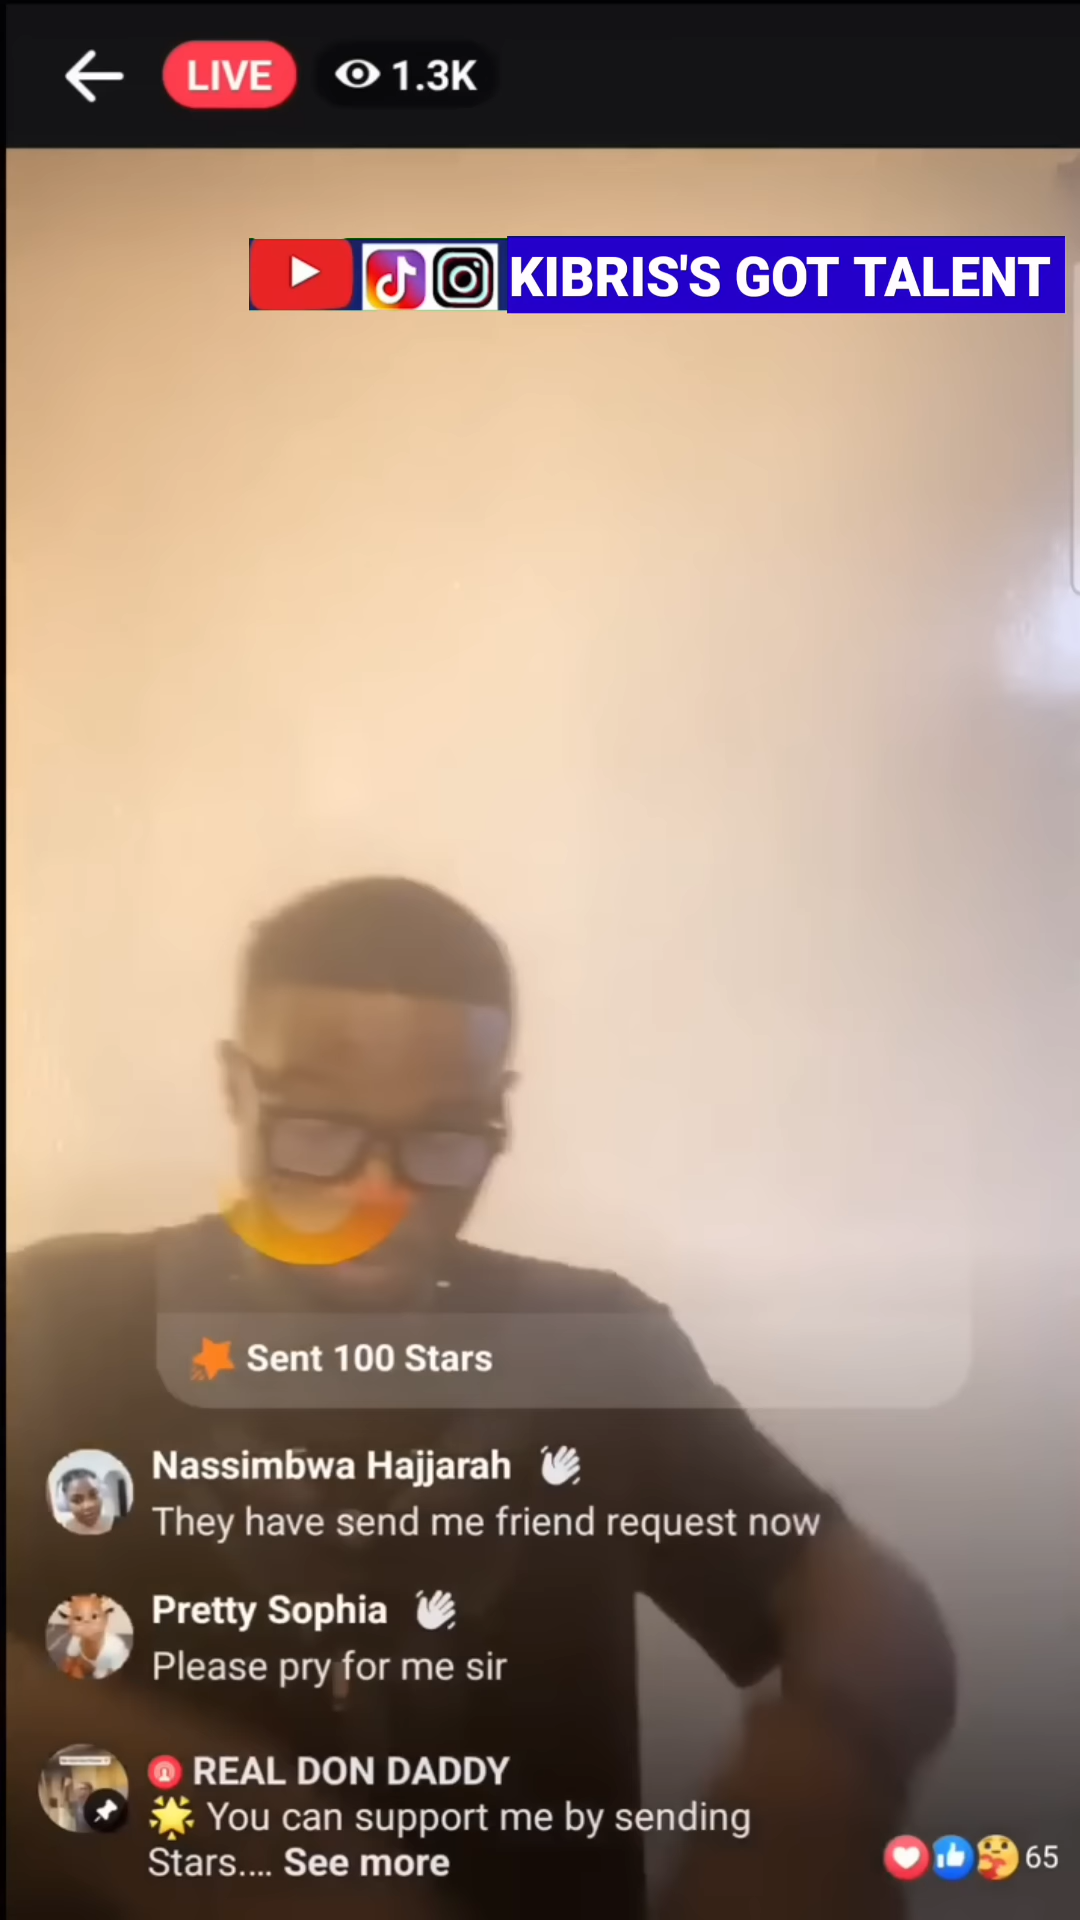 LIVE 1.3K
KIBRIS'S GOT TALENT
Sent 100 Stars
Nassimbwa Hajjarah 👋
They have send me friend request now
Pretty Sophia 👋
Please pry for me sir
REAL DON DADDY
🌟 You can support me by sending
Stars.... See more
65